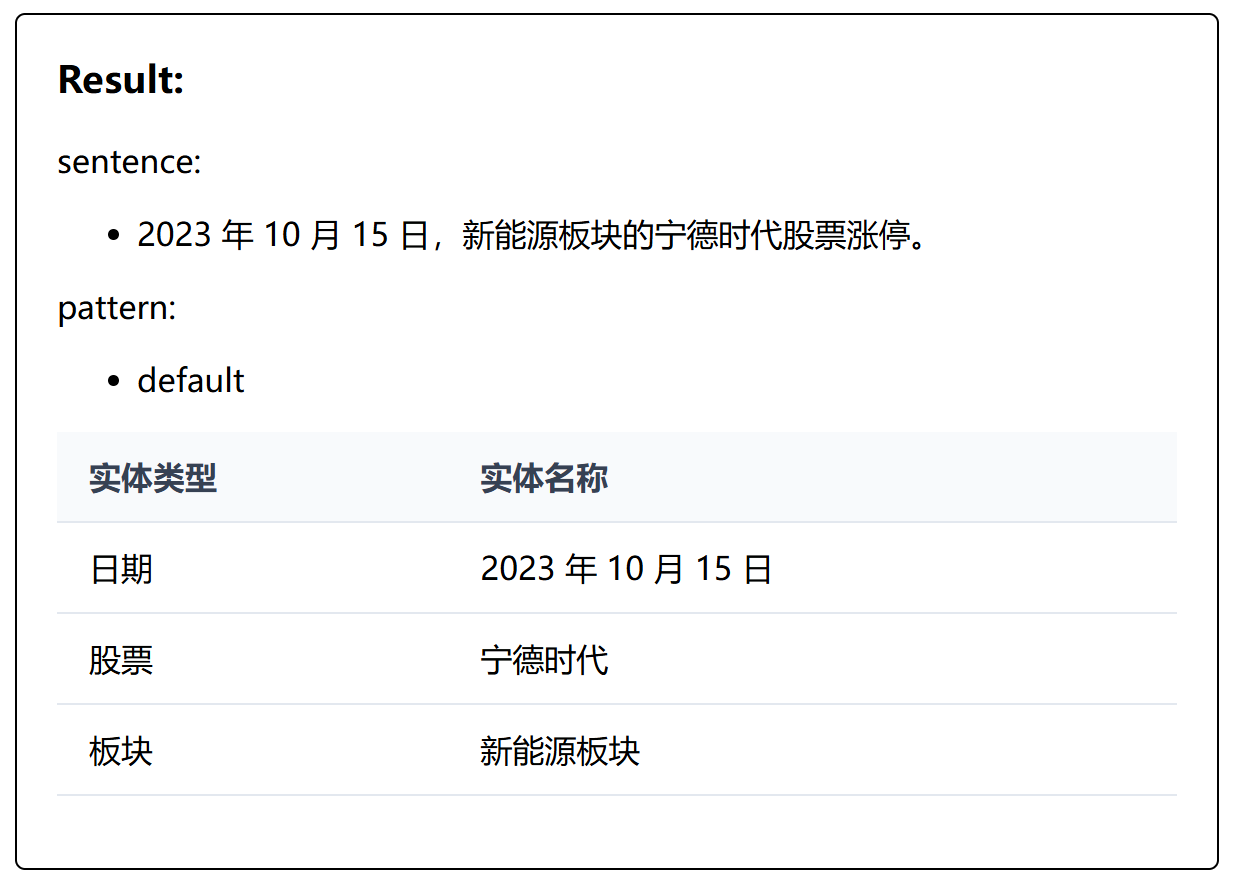 Result:
sentence:
• 2023 年 10 月 15 日，新能源板块的宁德时代股票涨停。
pattern:
• default
实体类型 实体名称
日期 2023 年 10 月 15 日
股票 宁德时代
板块 新能源板块